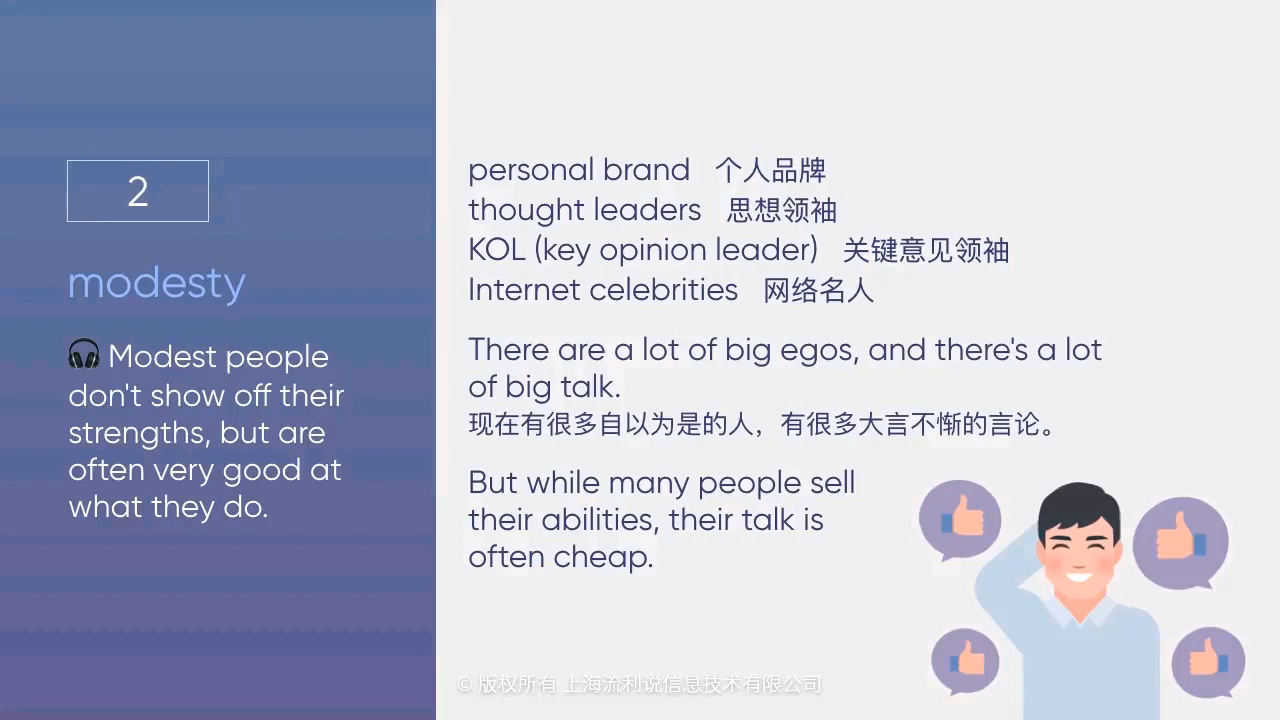 2
modesty
🎧 Modest people
don't show off their
strengths, but are
often very good at
what they do.
personal brand 个人品牌
thought leaders 思想领袖
KOL (key opinion leader) 关键意见领袖
Internet celebrities 网络名人
There are a lot of big egos, and there's a lot
of big talk.
现在有很多自以为是的人，有很多大言不惭的言论。
But while many people sell
their abilities, their talk is
often cheap.
© 版权所有 上海流利说信息技术有限公司